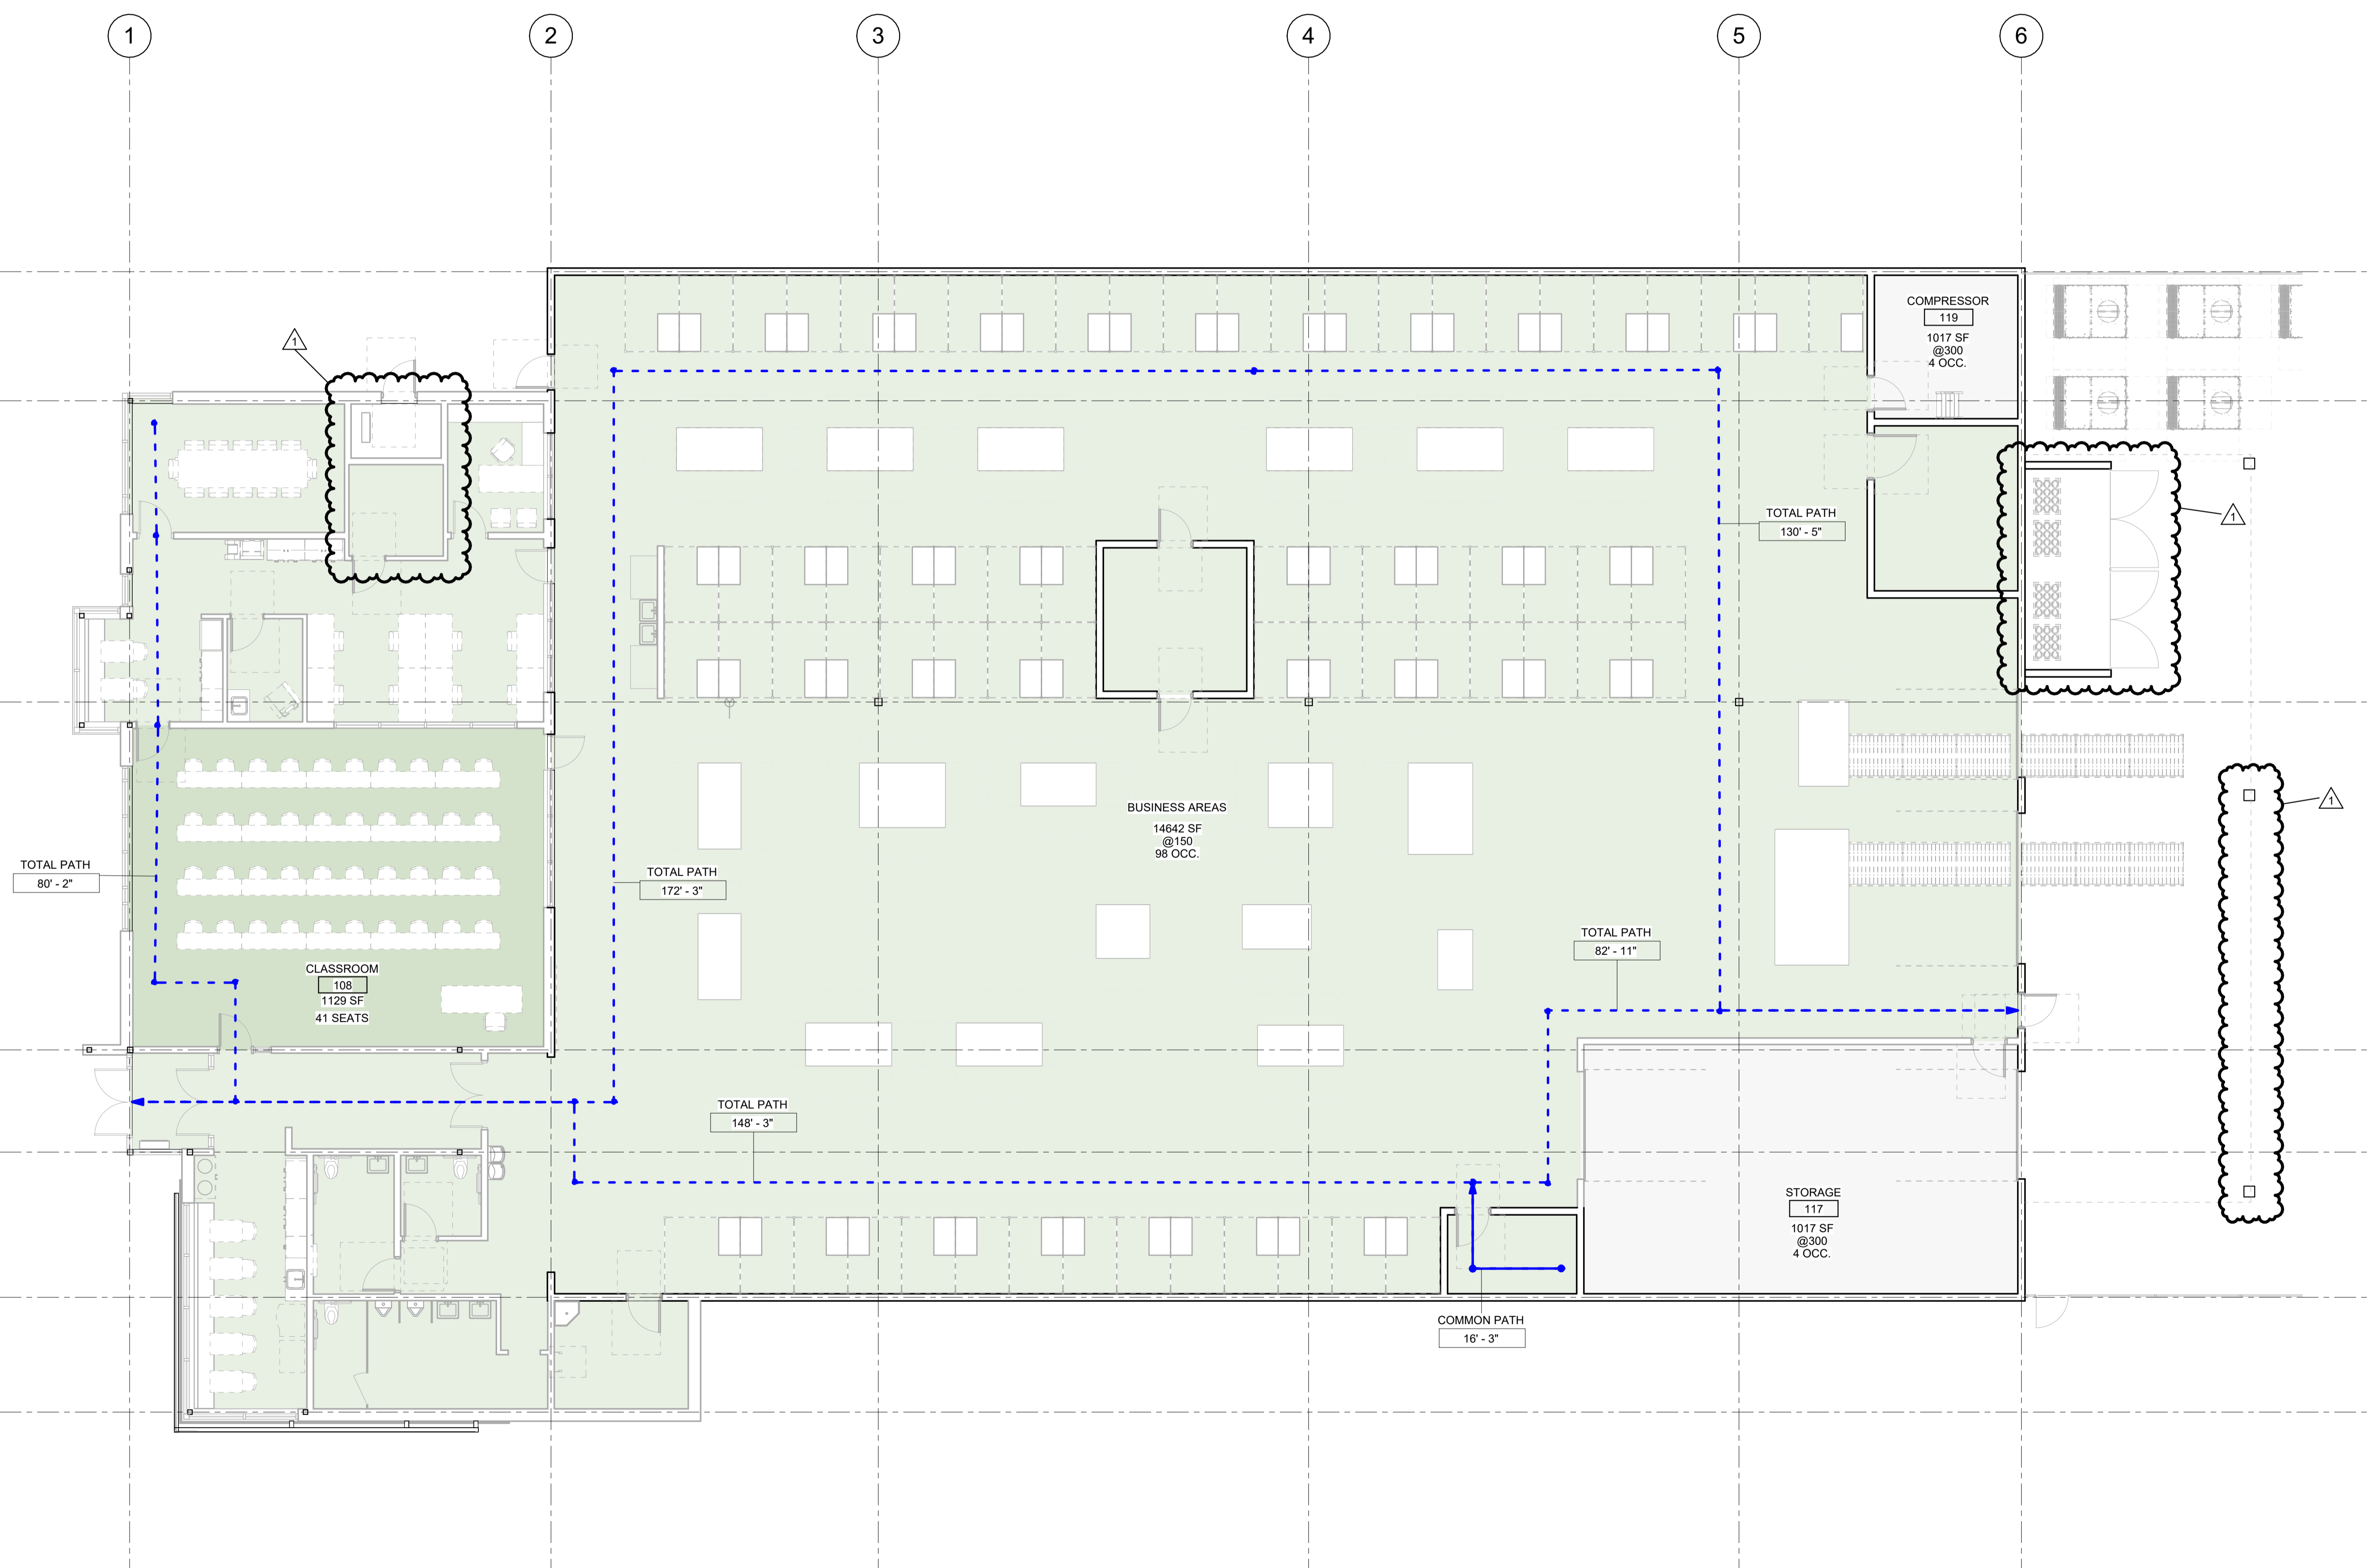 1
2
3
4
5
6
COMPRESSOR
119
1017 SF
@300
4 OCC.
1
1
TOTAL PATH
130' - 5"
1
BUSINESS AREAS
14642 SF
@150
98 OCC.
TOTAL PATH
80' - 2"
TOTAL PATH
172' - 3"
TOTAL PATH
82' - 11"
CLASSROOM
108
1129 SF
41 SEATS
TOTAL PATH
148' - 3"
STORAGE
117
1017 SF
@300
4 OCC.
COMMON PATH
16' - 3"